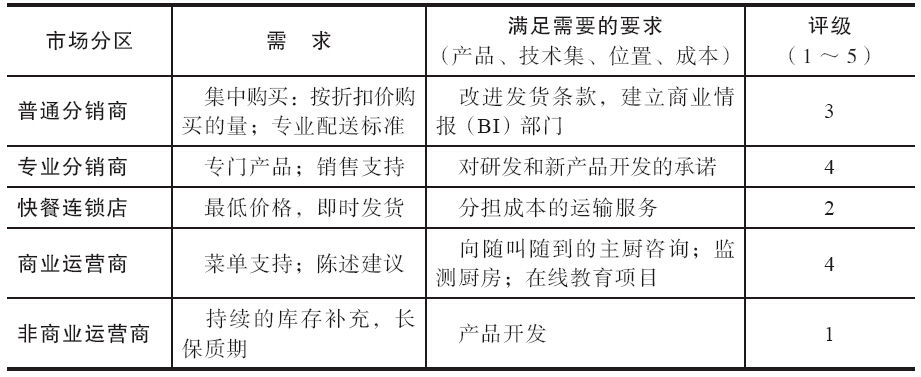 市场分区 需 求 满足需要的要求 评级
（产品、技术集、位置、成本） （1～5）
普通分销商 集中购买：按折扣价购 改进发货条款，建立商业情 3
买的量；专业配送标准 报（BI）部门
专业分销商 专门产品；销售支持 对研发和新产品开发的承诺 4
快餐连锁店 最低价格，即时发货 分担成本的运输服务 2
商业运营商 菜单支持；陈述建议 向随叫随到的主厨咨询；监 4
测厨房；在线教育项目
非商业运营商 持续的库存补充，长 产品开发 1
保质期